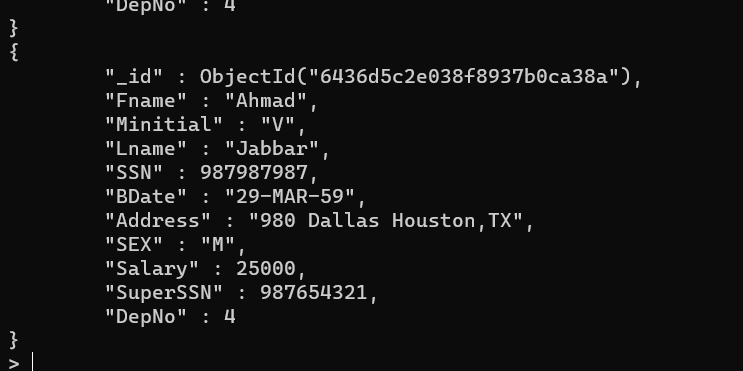 "DepNo" : 4
}
{
"_id" : ObjectId("6436d5c2e038f8937b0ca38a"),
"Fname" : "Ahmad",
"Minitial" : "V",
"Lname" : "Jabbar",
"SSN" : 987987987,
"BDate" : "29-MAR-59",
"Address" : "980 Dallas Houston,TX",
"SEX" : "M",
"Salary" : 25000,
"SuperSSN" : 987654321,
"DepNo" : 4
}
>